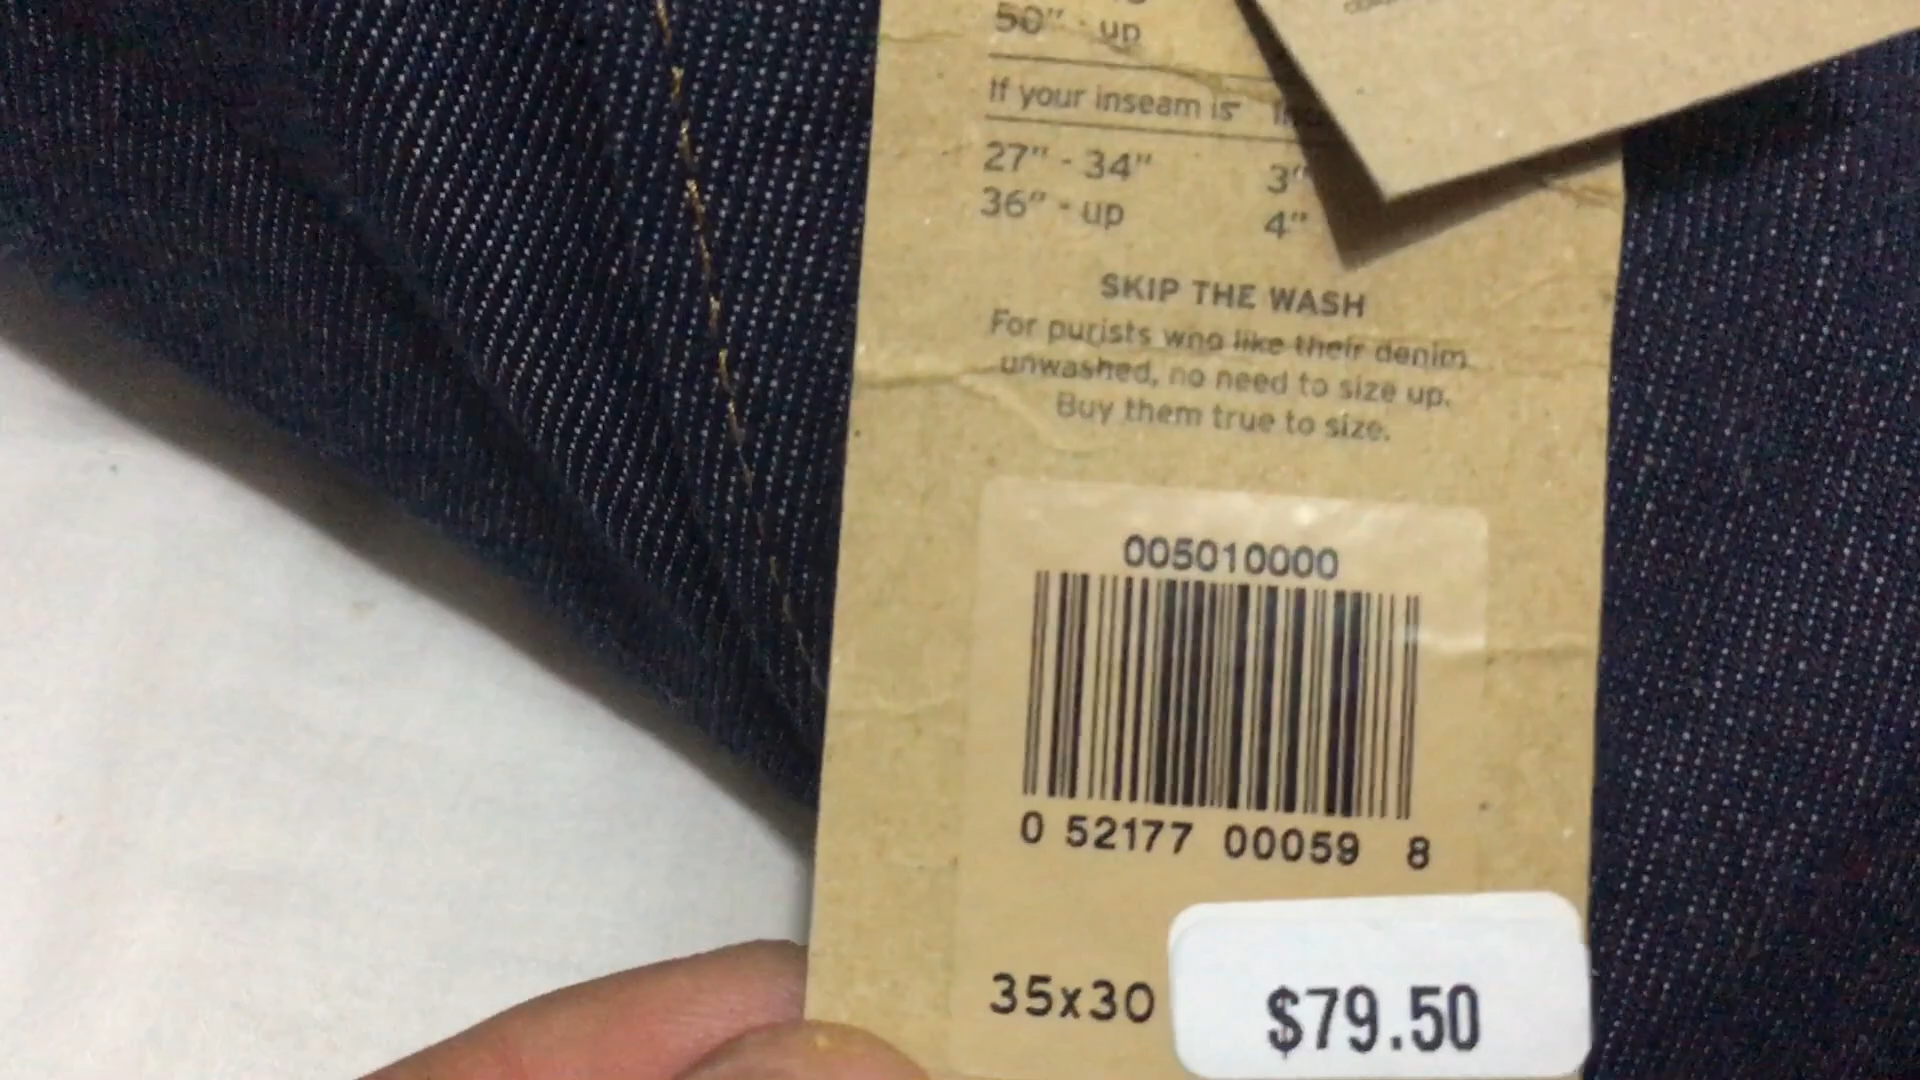 50" - up
If your inseam is
27" - 34" 3"
36" - up 4"
SKIP THE WASH
For purists who like their denim
unwashed, no need to size up.
Buy them true to size.
005010000
0 52177 00059 8
35x30
$79.50